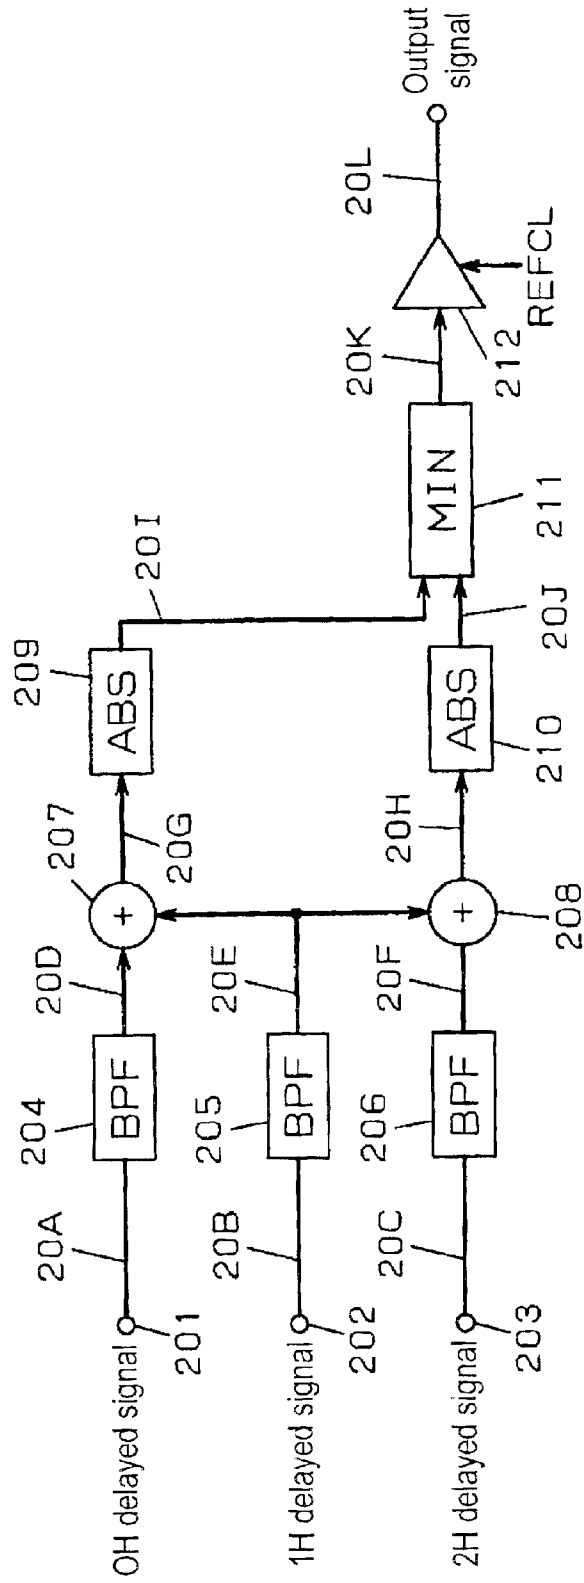 0H delayed signal
201
20A
204
BPF
20D
207
+
20G
209
ABS
20I
1H delayed signal
202
20B
205
BPF
20E
2H delayed signal
203
20C
206
BPF
20F
208
+
20H
210
ABS
20J
MIN
211
20K
212
REFCL
20L
Output
signal